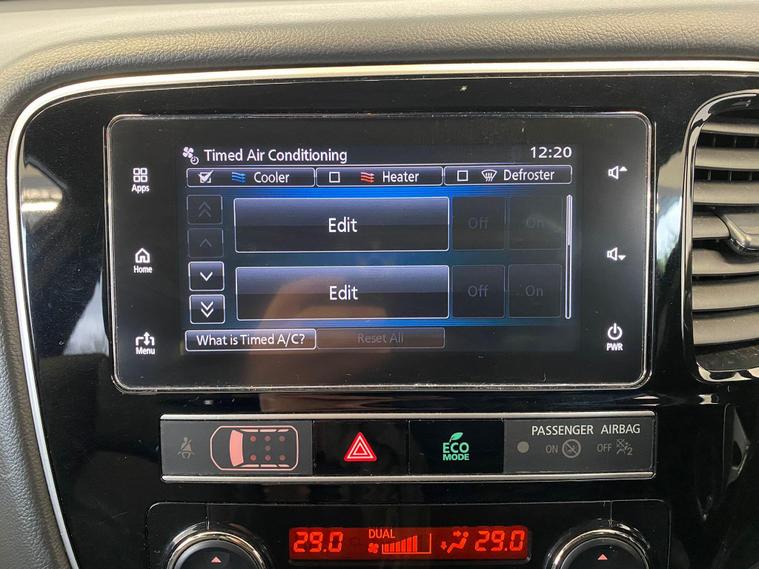 Timed Air Conditioning 12:20
Cooler Heater Defroster
Apps
Edit Off On
Home
Edit Off On
Menu
What is Timed A/C? Reset All
PWR
ECO
MODE
PASSENGER AIRBAG
ON OFF 2
29.0 DUAL 29.0